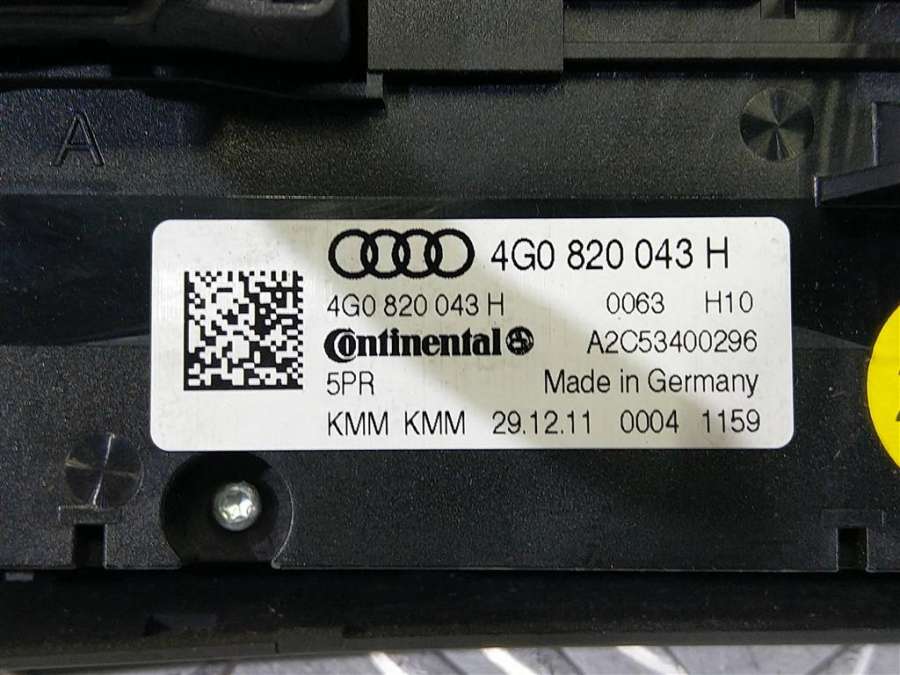 A
4G0 820 043 H
4G0 820 043 H 0063 H10
Continental A2C53400296
5PR Made in Germany
KMM KMM 29.12.11 0004 1159